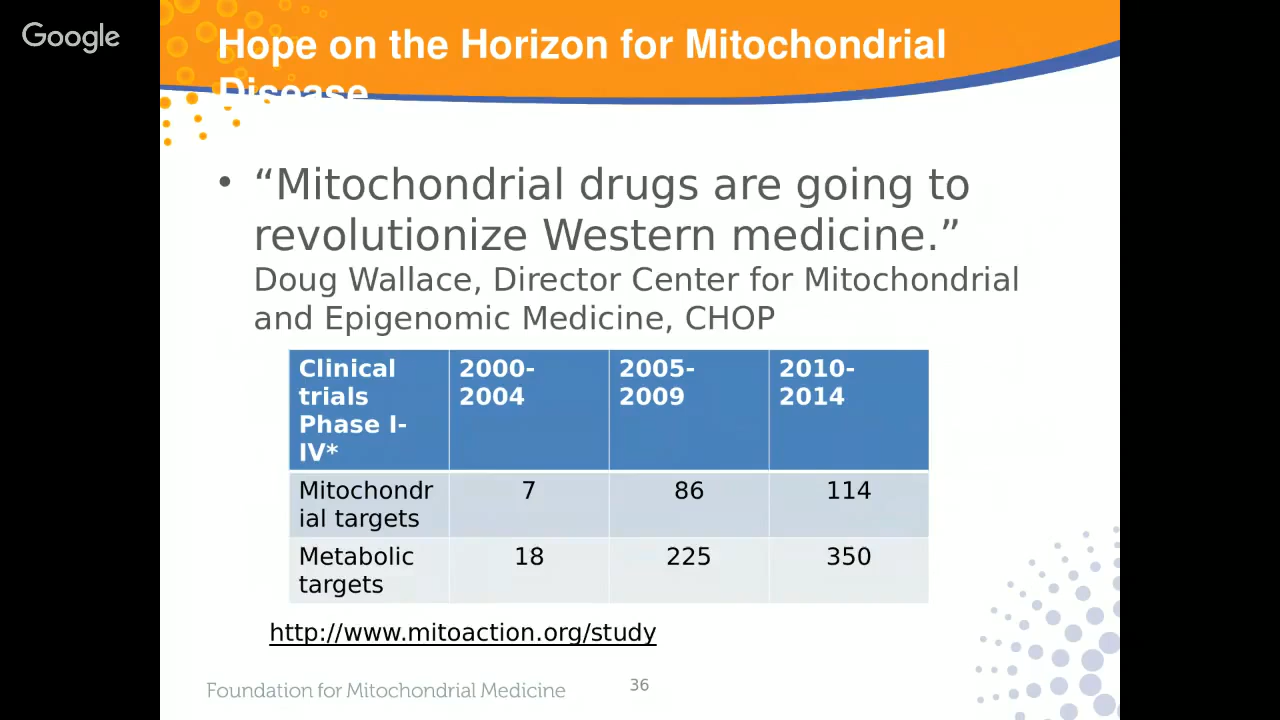 Google
Hope on the Horizon for Mitochondrial
Disease
• “Mitochondrial drugs are going to
revolutionize Western medicine.”
Doug Wallace, Director Center for Mitochondrial
and Epigenomic Medicine, CHOP
Clinical trials Phase I-IV* 2000-2004 2005-2009 2010-2014
Mitochondrial targets 7 86 114
Metabolic targets 18 225 350
http://www.mitoaction.org/study
Foundation for Mitochondrial Medicine 36